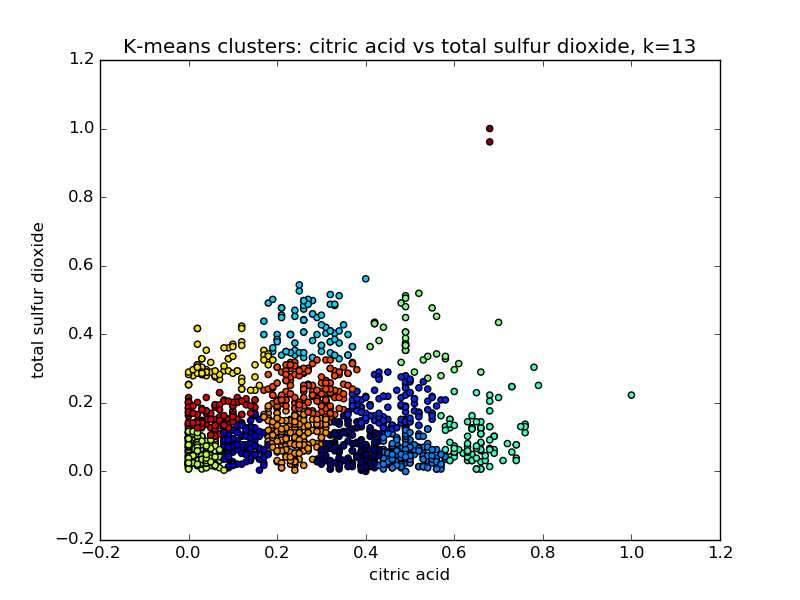 K-means clusters: citric acid vs total sulfur dioxide, k=13
1.2
1.0
0.8
0.6
0.4
0.2
0.0
−0.2
total sulfur dioxide
−0.2 0.0 0.2 0.4 0.6 0.8 1.0 1.2
citric acid